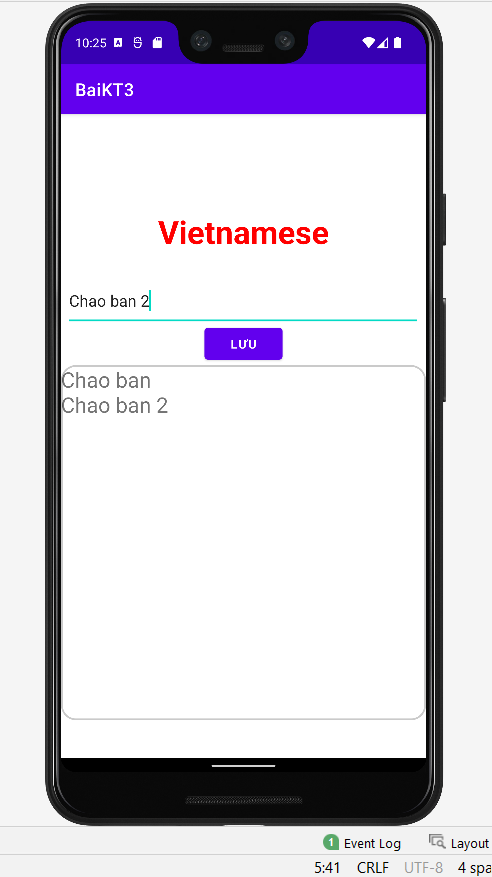 10:25
BaiKT3
Vietnamese
Chao ban 2
LƯU
Chao ban
Chao ban 2
1 Event Log Layout
5:41 CRLF UTF-8 4 spa